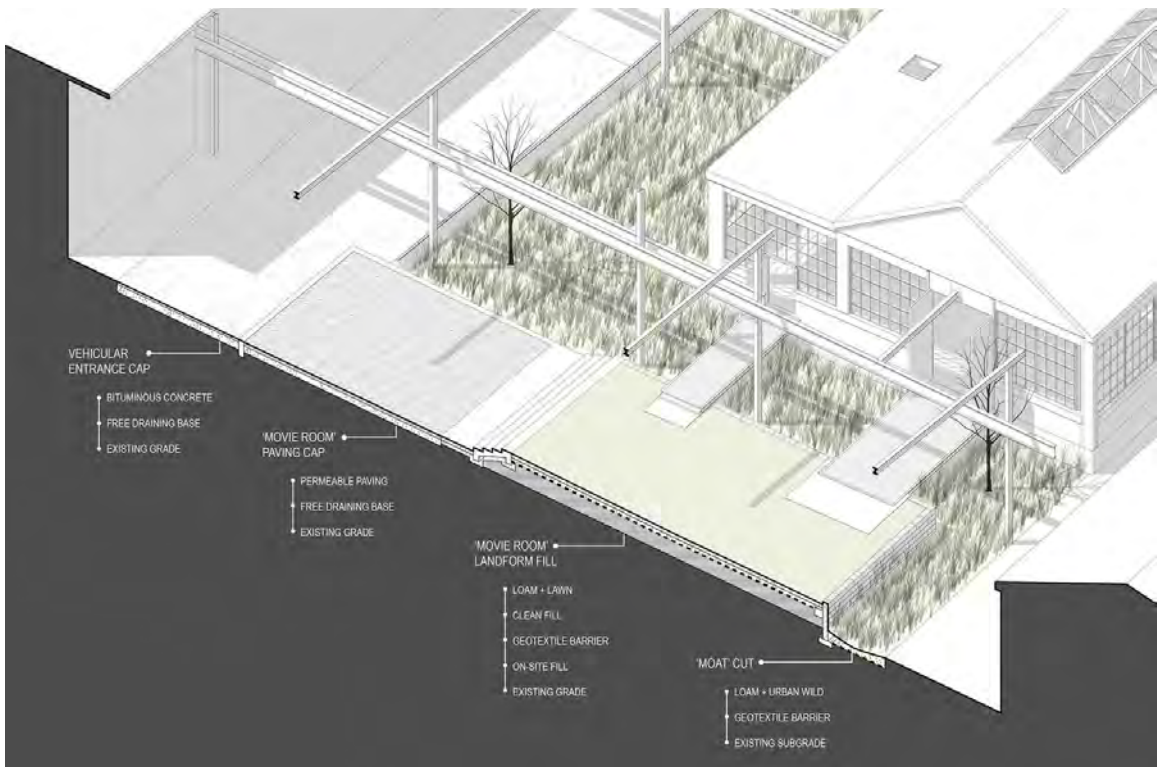 VEHICULAR
ENTRANCE CAP
BITUMINOUS CONCRETE
FREE DRAINING BASE
EXISTING GRADE
'MOVIE ROOM'
PAVING CAP
PERMEABLE PAVING
FREE DRAINING BASE
EXISTING GRADE
'MOVIE ROOM'
LANDFORM FILL
LOAM + LAWN
CLEAN FILL
GEOTEXTILE BARRIER
ON-SITE FILL
EXISTING GRADE
'MOAT' CUT
LOAM + URBAN WILD
GEOTEXTILE BARRIER
EXISTING SUBGRADE